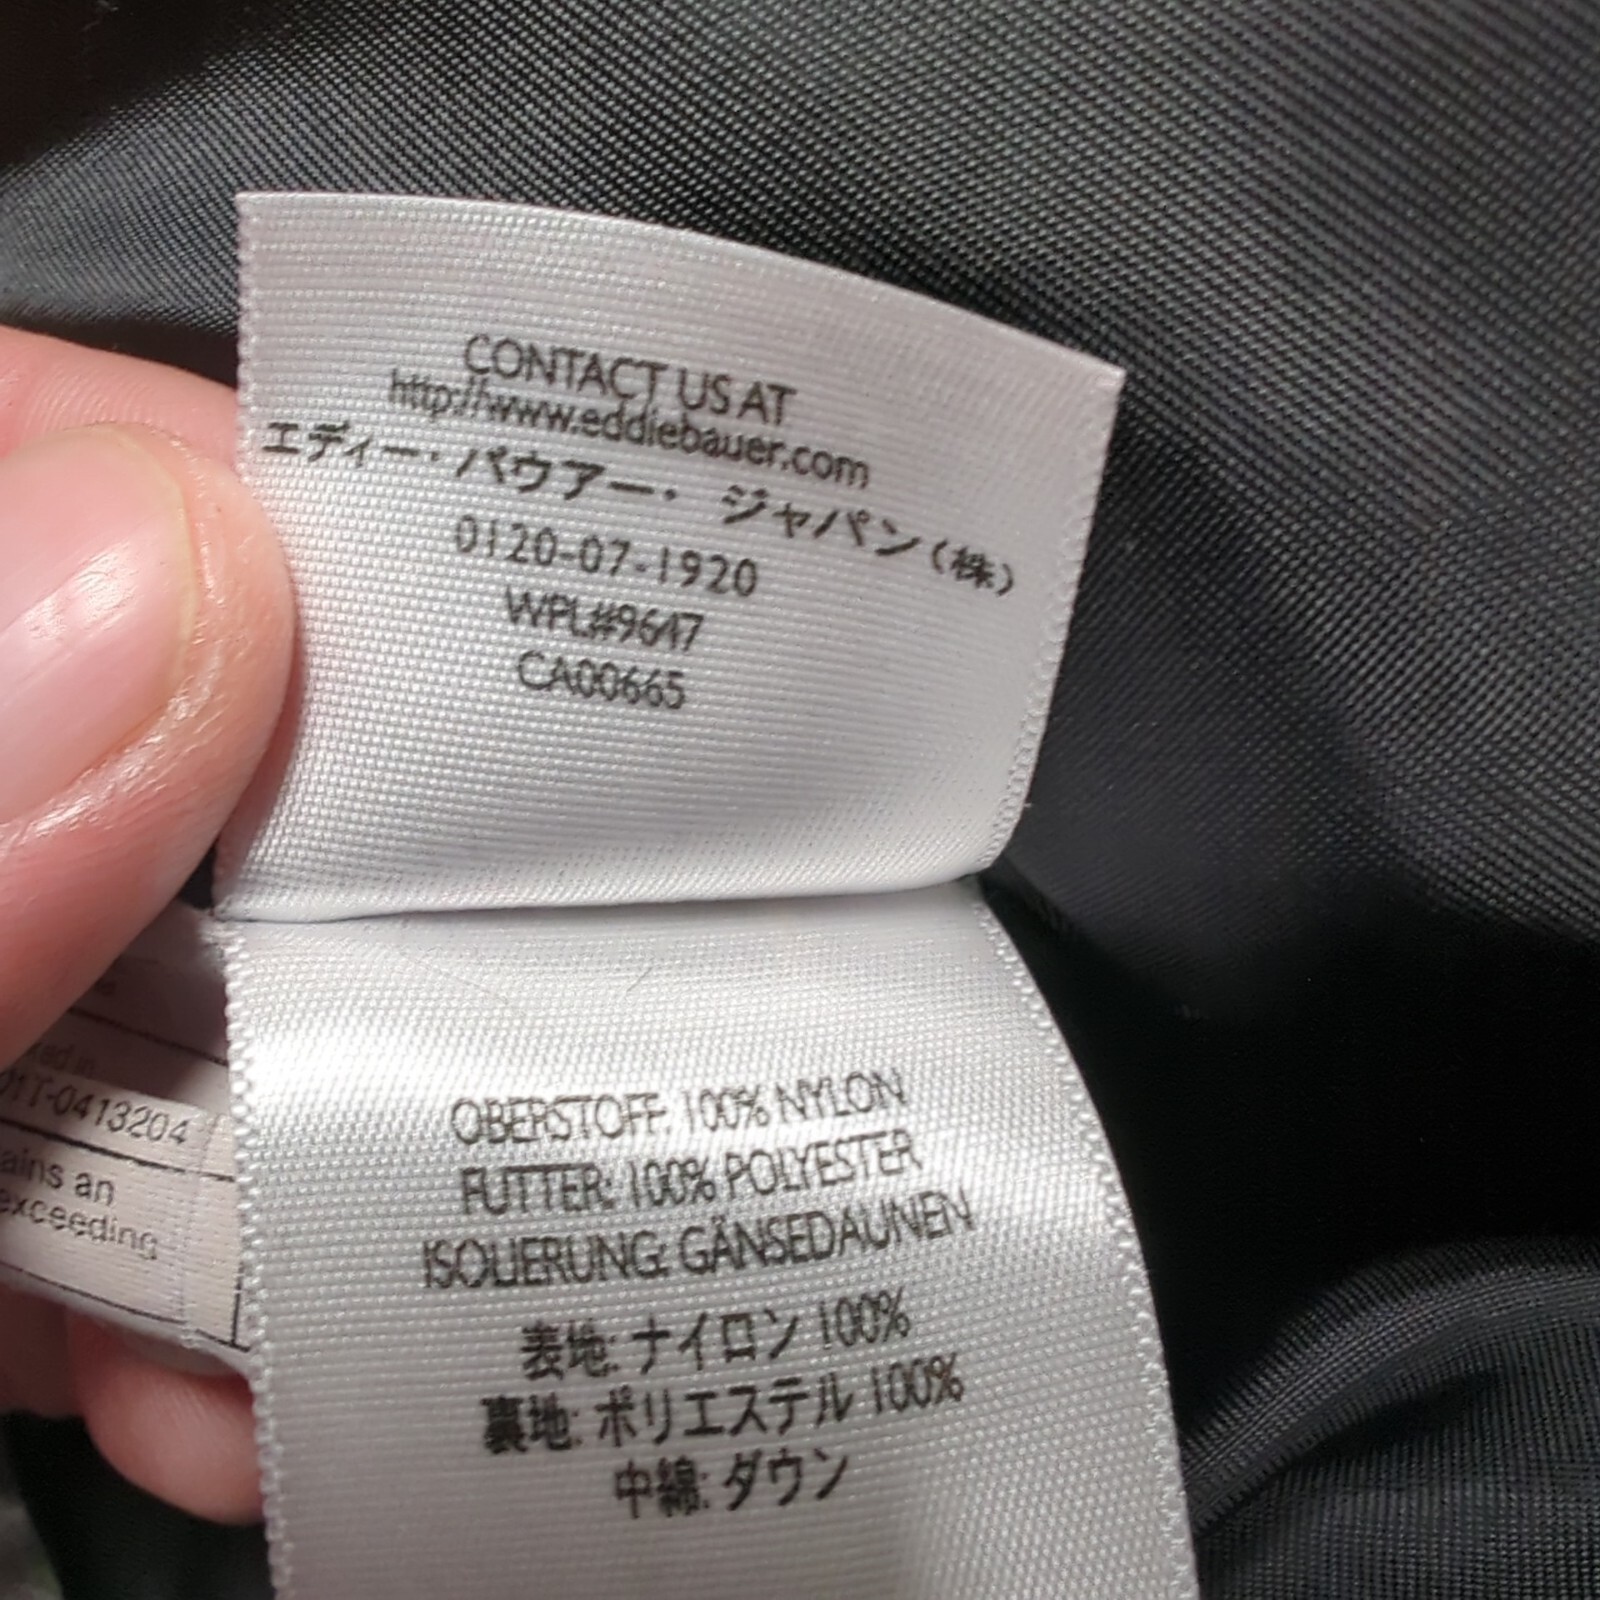 CONTACT US AT
http://www.eddiebauer.com
エディー・バウアー・ ジャパン(株)
0120-07-1920
WPL#9647
CA00665
OBERSTOFF: 100% NYLON
FUTTER: 100% POLYESTER
ISOLIERUNG: GÄNSEDAUNEN
表地: ナイロン 100%
裏地: ポリエステル 100%
中綿: ダウン
01T-0413204
ains an
exceeding